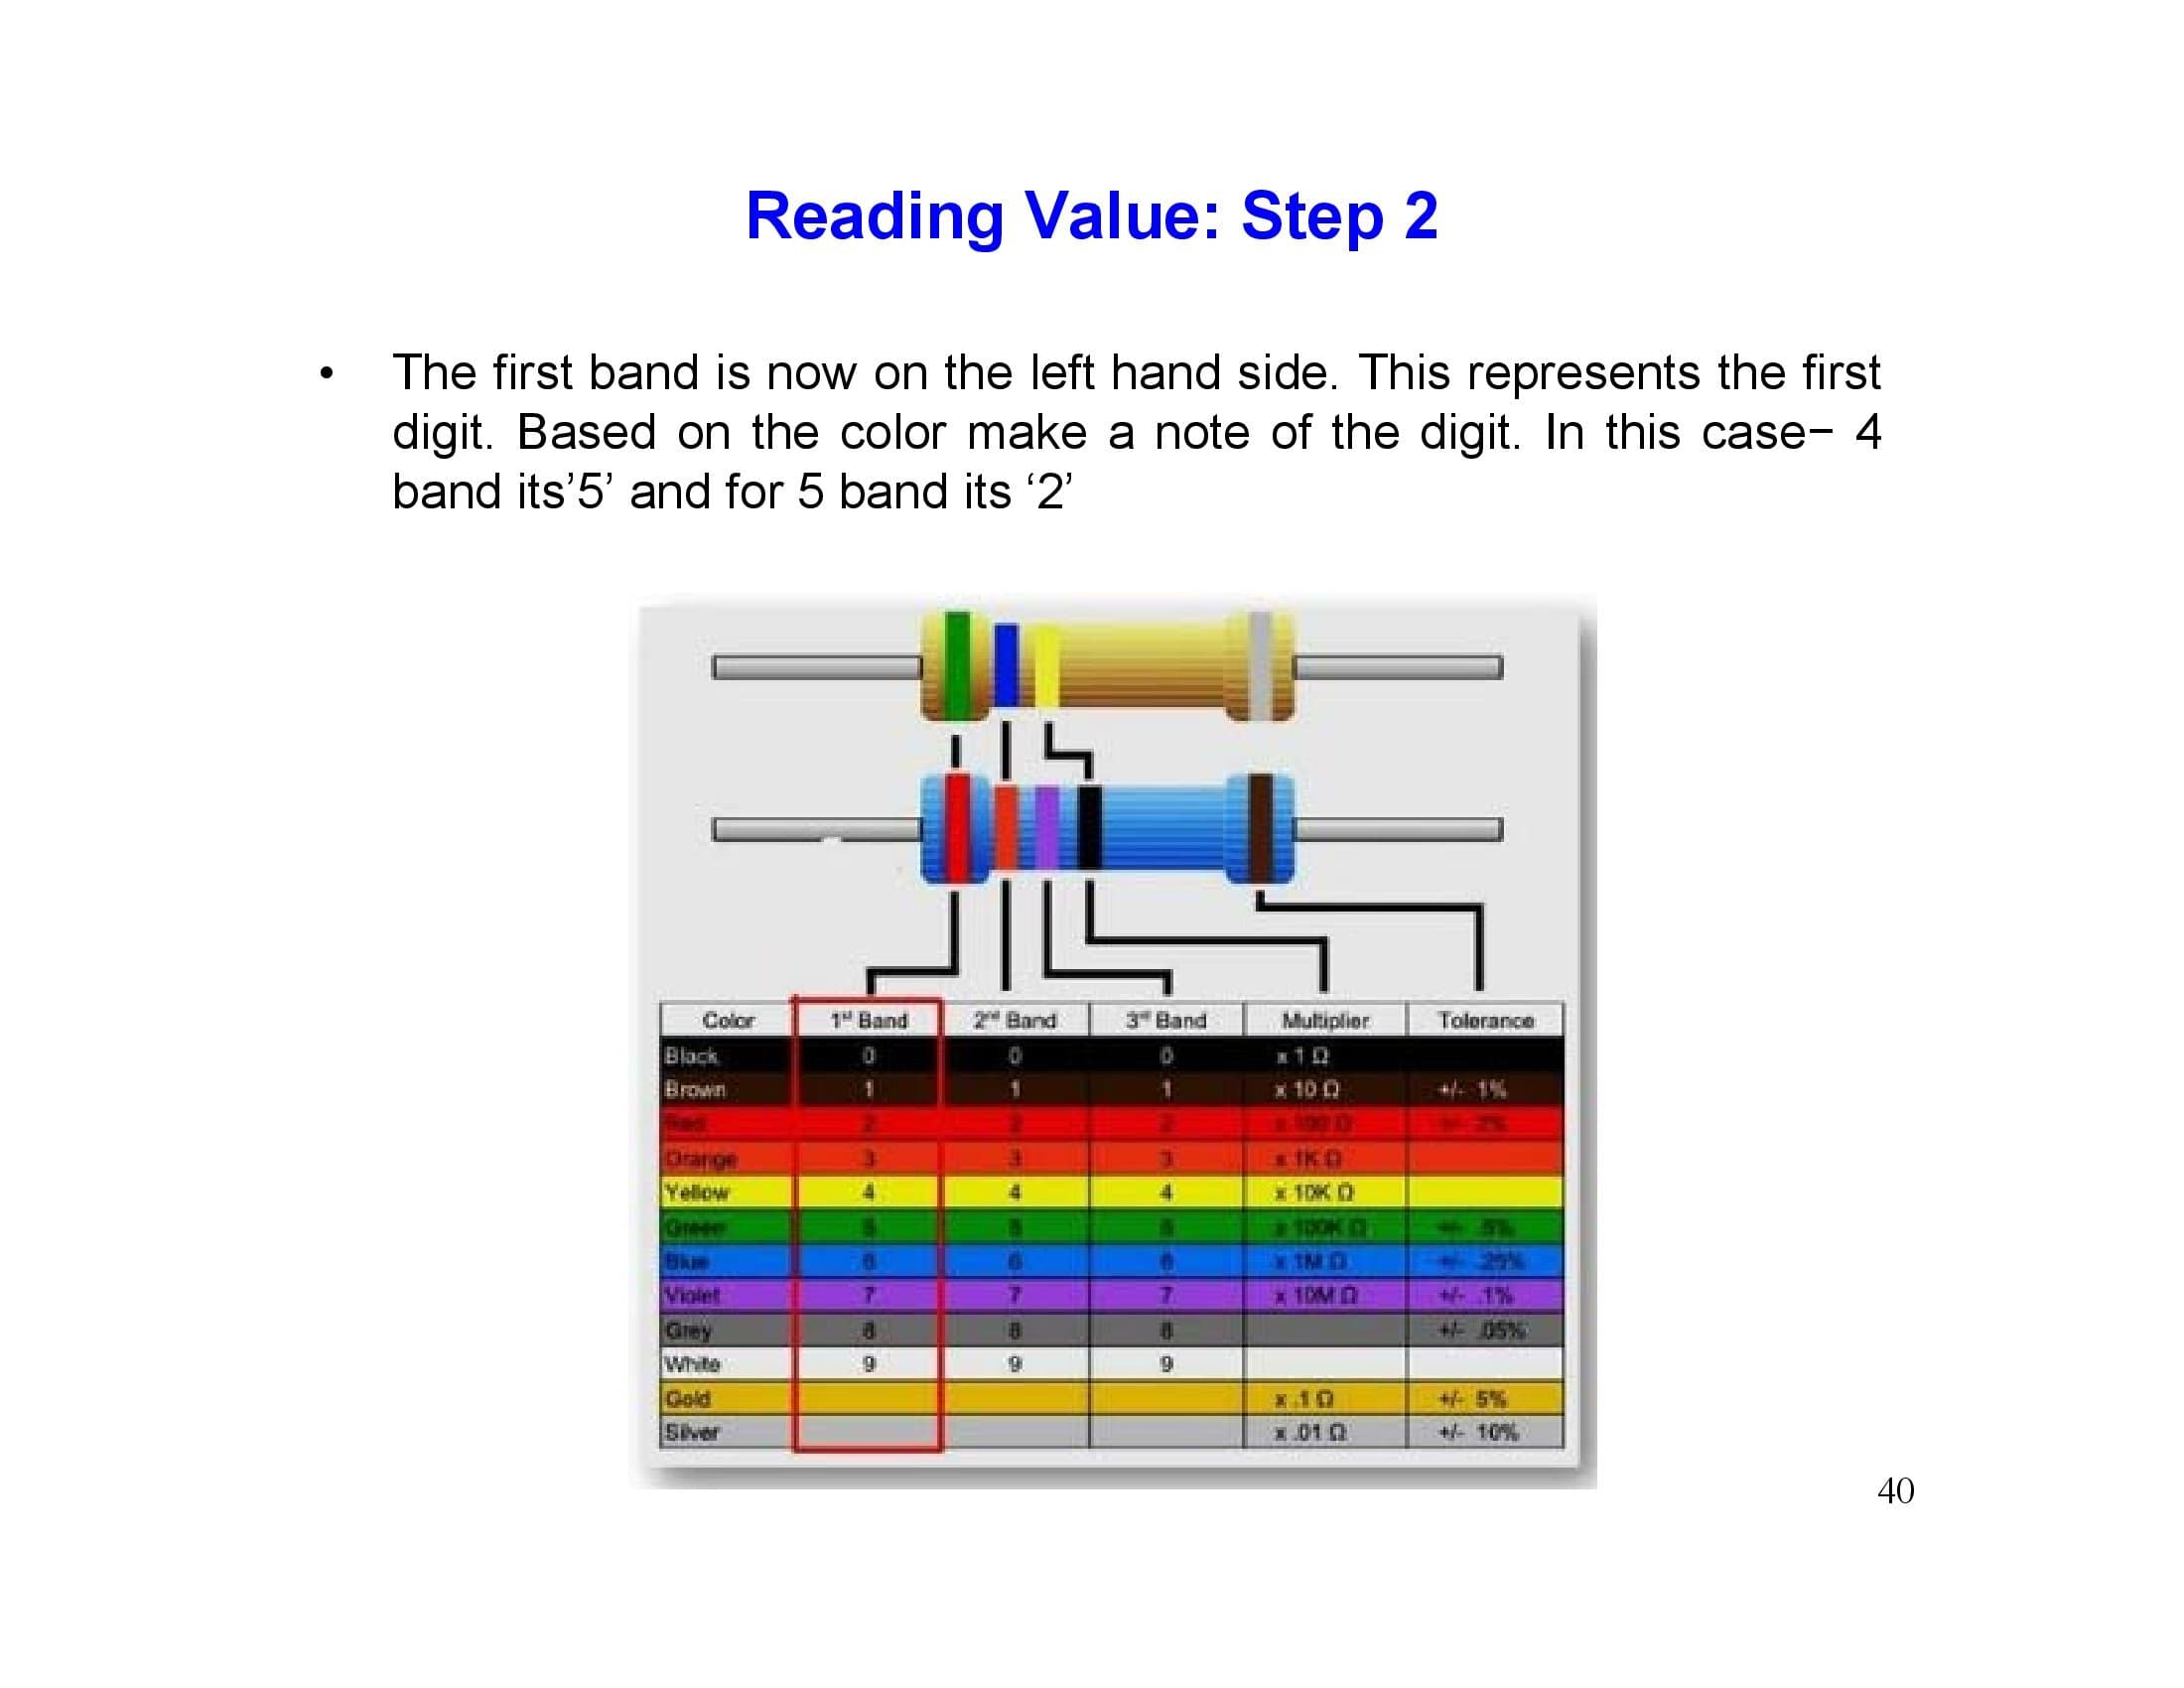 Reading Value: Step 2
• The first band is now on the left hand side. This represents the first
digit. Based on the color make a note of the digit. In this case− 4
band its’5’ and for 5 band its ‘2’
Color 1st Band 2nd Band 3rd Band Multiplier Tolerance
Black 0 0 0 x 1 Ω
Brown 1 1 1 x 10 Ω +/- 1%
Red 2 2 2 x 100 Ω +/- 2%
Orange 3 3 3 x 1K Ω
Yellow 4 4 4 x 10K Ω
Green 5 5 5 x 100K Ω +/- .5%
Blue 6 6 6 x 1M Ω +/- .25%
Violet 7 7 7 x 10M Ω +/- .1%
Grey 8 8 8 +/- .05%
White 9 9 9
Gold x .1 Ω +/- 5%
Silver x .01 Ω +/- 10%
40